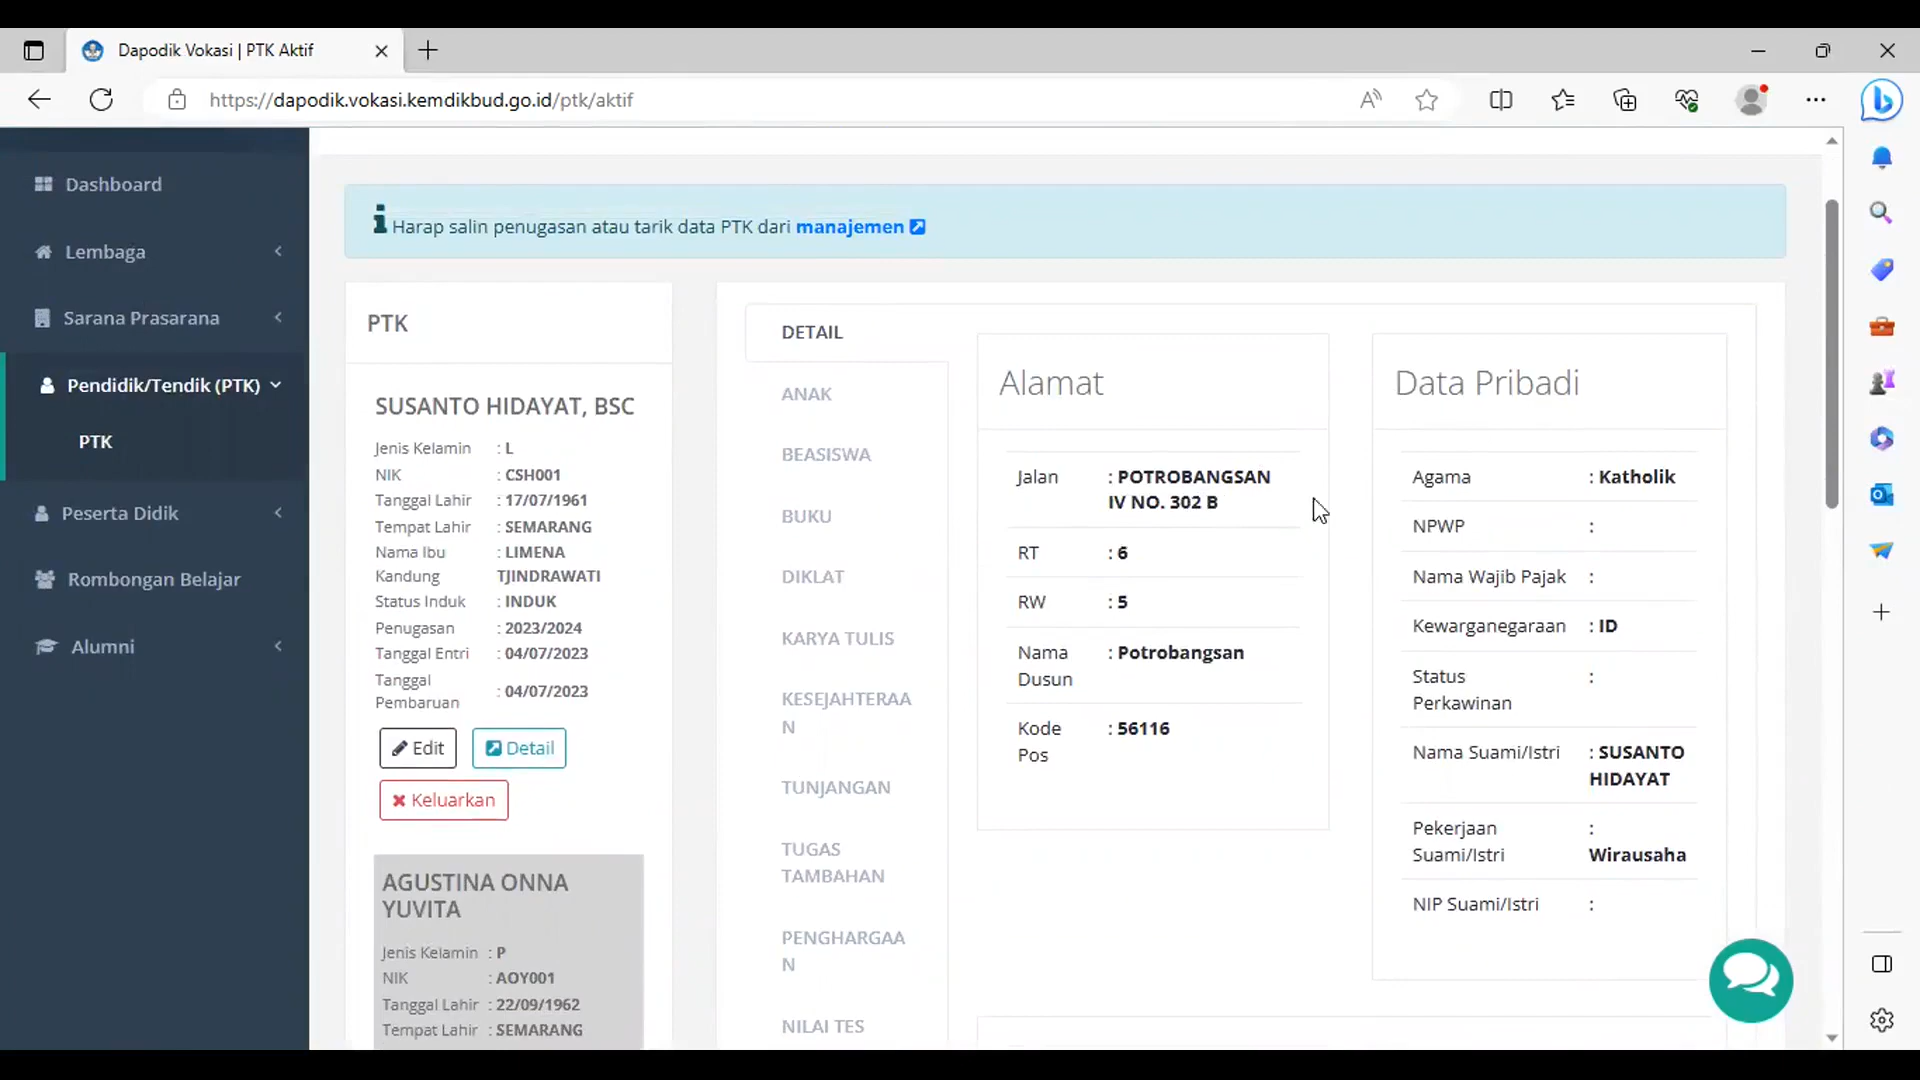 Dapodik Vokasi | PTK Aktif
https://dapodik.vokasi.kemdikbud.go.id/ptk/aktif
Dashboard
Lembaga
Sarana Prasarana
Pendidik/Tendik (PTK)
PTK
Peserta Didik
Rombongan Belajar
Alumni
Harap salin penugasan atau tarik data PTK dari manajemen
PTK
SUSANTO HIDAYAT, BSC
Jenis Kelamin : L
NIK : CSH001
Tanggal Lahir : 17/07/1961
Tempat Lahir : SEMARANG
Nama Ibu : LIMENA
Kandung TJINDRAWATI
Status Induk : INDUK
Penugasan : 2023/2024
Tanggal Entri : 04/07/2023
Tanggal
Pembaruan : 04/07/2023
Edit Detail
Keluarkan
AGUSTINA ONNA
YUVITA
Jenis Kelamin : P
NIK : AOY001
Tanggal Lahir : 22/09/1962
Tempat Lahir : SEMARANG
DETAIL
ANAK
BEASISWA
BUKU
DIKLAT
KARYA TULIS
KESEJAHTERAA
N
TUNJANGAN
TUGAS
TAMBAHAN
PENGHARGAA
N
NILAI TES
Alamat
Jalan : POTROBANGSAN
IV NO. 302 B
RT : 6
RW : 5
Nama : Potrobangsan
Dusun
Kode : 56116
Pos
Data Pribadi
Agama : Katholik
NPWP :
Nama Wajib Pajak :
Kewarganegaraan : ID
Status :
Perkawinan
Nama Suami/Istri : SUSANTO
HIDAYAT
Pekerjaan :
Suami/Istri Wirausaha
NIP Suami/Istri :